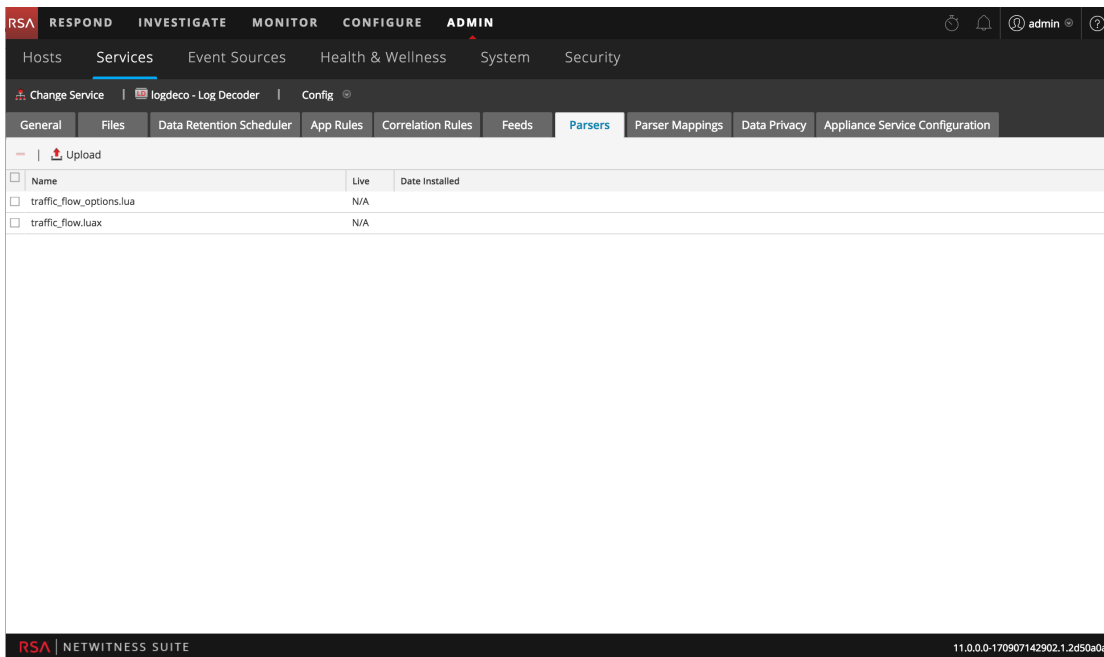 RSA RESPOND INVESTIGATE MONITOR CONFIGURE ADMIN admin
Hosts Services Event Sources Health & Wellness System Security
Change Service | logdeco - Log Decoder | Config
General Files Data Retention Scheduler App Rules Correlation Rules Feeds Parsers Parser Mappings Data Privacy Appliance Service Configuration
Upload
Name Live Date Installed
traffic_flow_options.lua N/A
traffic_flow.luax N/A
RSA | NETWITNESS SUITE 11.0.0.0-170907142902.1.2d50a0a